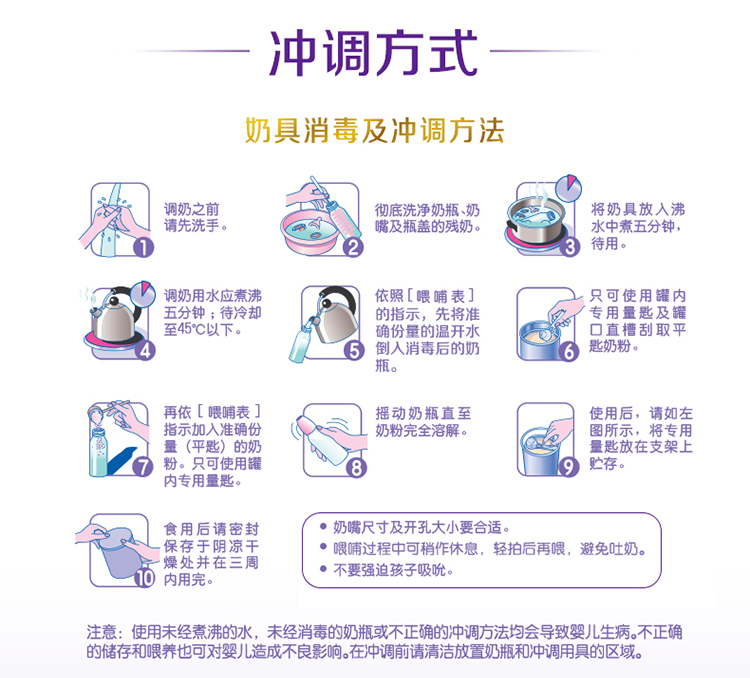 冲调方式
奶具消毒及冲调方法
调奶之前
请先洗手。
1
彻底洗净奶瓶、奶
嘴及瓶盖的残奶。
2
将奶具放入沸
水中煮五分钟，
待用。
3
调奶用水应煮沸
五分钟；待冷却
至45℃以下。
4
依照[喂哺表]
的指示，先将准
确份量的温开水
倒入消毒后的奶
瓶。
5
只可使用罐内
专用量匙及罐
口直槽刮取平
匙奶粉。
6
再依[喂哺表]
指示加入准确份
量（平匙）的奶
粉。只可使用罐
内专用量匙。
7
摇动奶瓶直至
奶粉完全溶解。
8
使用后，请如左
图所示，将专用
量匙放在支架上
贮存。
9
食用后请密封
保存于阴凉干
燥处并在三周
内用完。
10
• 奶嘴尺寸及开孔大小要合适。
• 喂哺过程中可稍作休息，轻拍后再喂，避免吐奶。
• 不要强迫孩子吸吮。
注意：使用未经煮沸的水，未经消毒的奶瓶或不正确的冲调方法均会导致婴儿生病。不正确
的储存和喂养也可对婴儿造成不良影响。在冲调前请清洁放置奶瓶和冲调用具的区域。